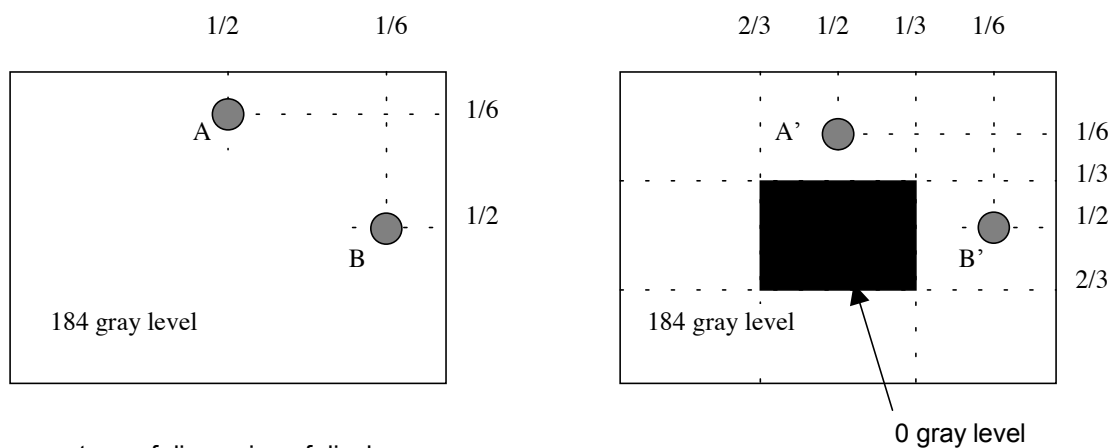 1/2 1/6
1/6
A
1/2
B
184 gray level
2/3 1/2 1/3 1/6
A’ 1/6
1/3
1/2
B’
2/3
184 gray level
0 gray level